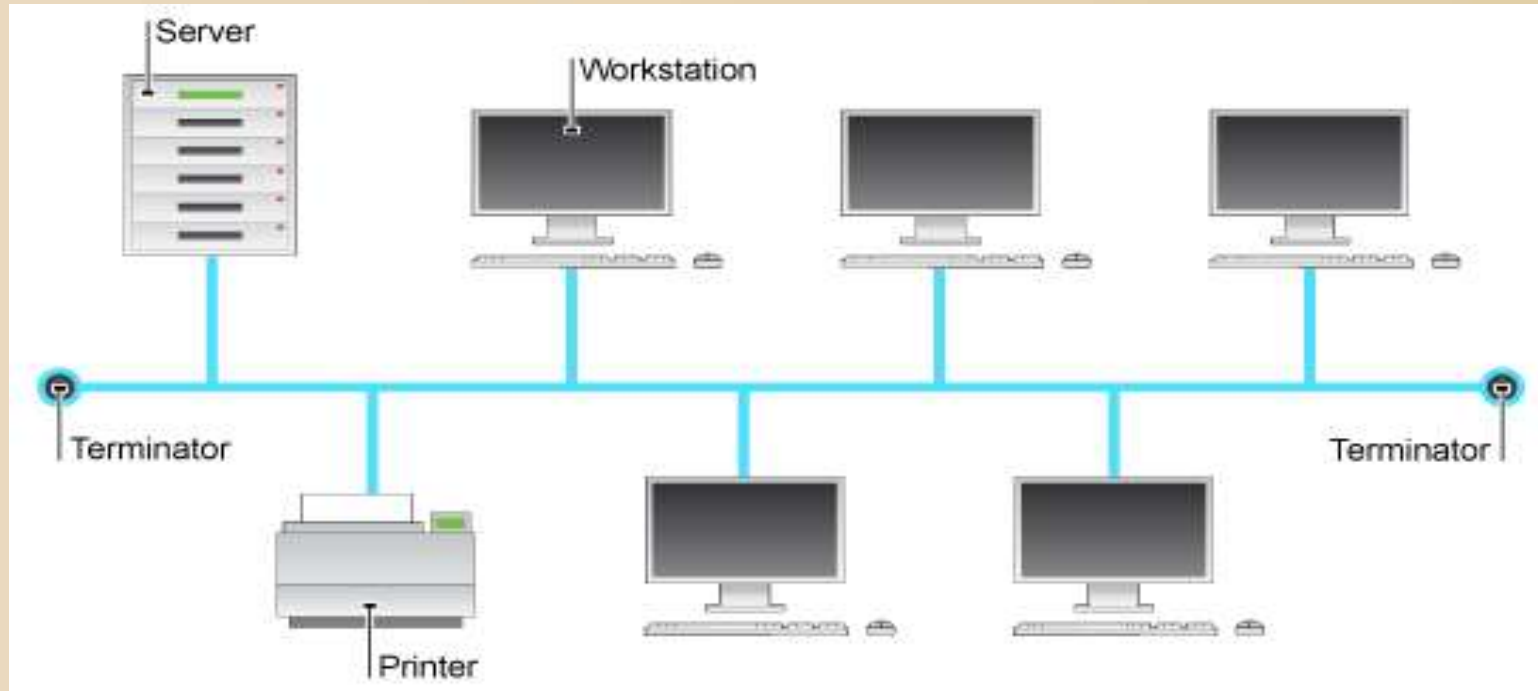 Server
Workstation
Terminator
Terminator
Printer